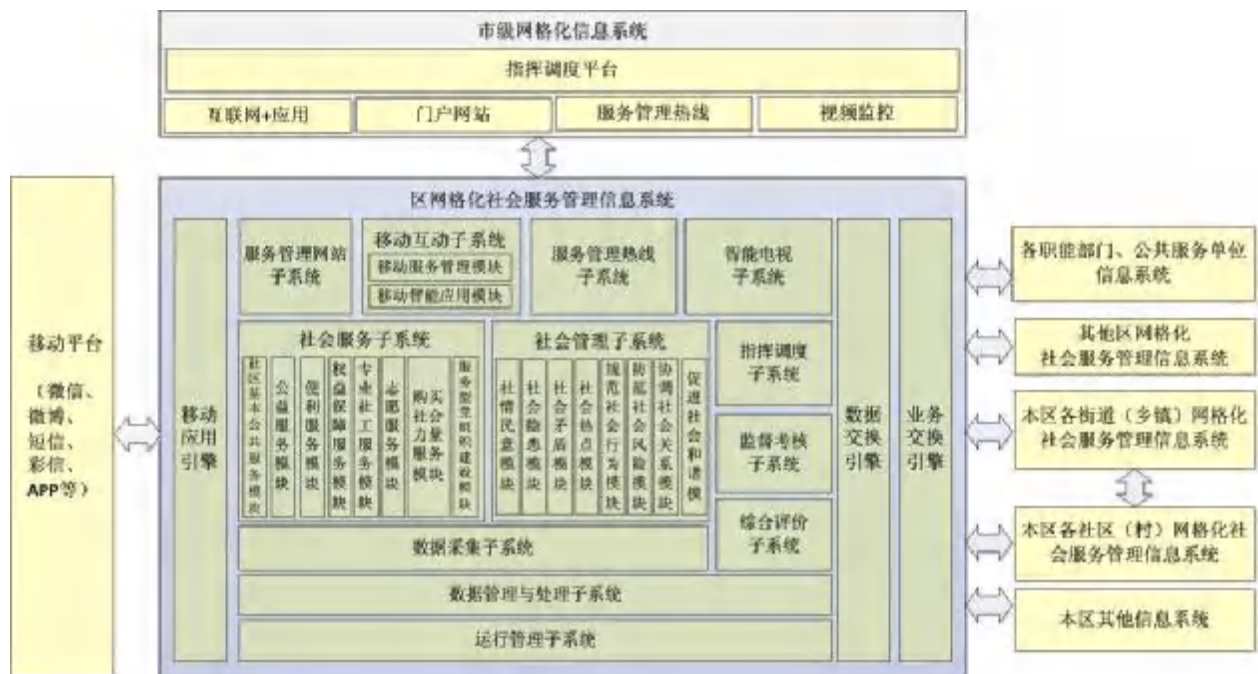 市级网格化信息系统
指挥调度平台
互联网+应用
门户网站
服务管理热线
视频监控
移动平台
（微信、
微博、
短信、
彩信、
APP等）
区网格化社会服务管理信息系统
移动
应用
引擎
服务管理网站
子系统
移动互动子系统
移动服务管理模块
移动智能应用模块
服务管理热线
子系统
智能电视
子系统
社会服务子系统
社区基本公共服务模块
公益服务模块
便利服务模块
权益保障服务模块
专业社工服务模块
志愿服务模块
购买
社会
力量
服务
模块
服务型党组织建设模块
社会管理子系统
社情民意模块
社会隐患模块
社会矛盾模块
社会热点模块
规范社会行为模块
防范社会风险模块
协调社会关系模块
促进社会和谐模
指挥调度
子系统
监督考核
子系统
综合评价
子系统
数据采集子系统
数据管理与处理子系统
运行管理子系统
数据
交换
引擎
业务
交换
引擎
各职能部门、公共服务单位
信息系统
其他区网格化
社会服务管理信息系统
本区各街道（乡镇）网格化
社会服务管理信息系统
本区各社区（村）网格化社
会服务管理信息系统
本区其他信息系统